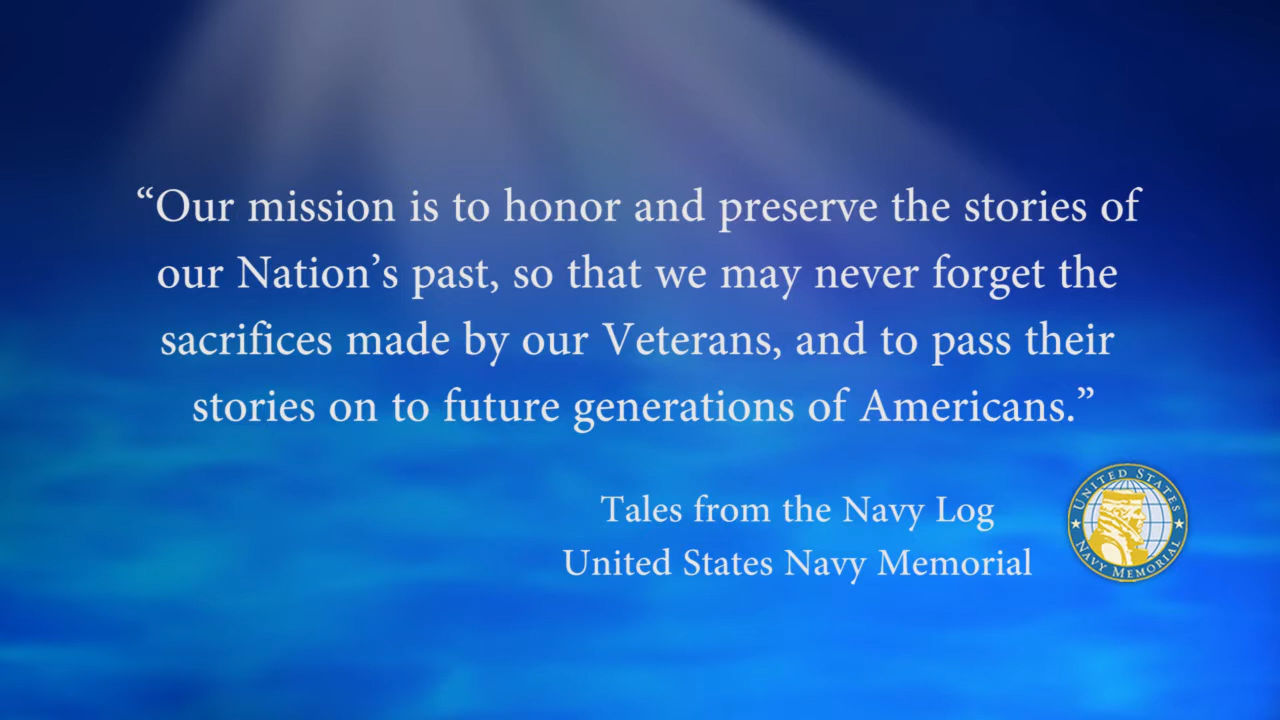 “Our mission is to honor and preserve the stories of
our Nation’s past, so that we may never forget the
sacrifices made by our Veterans, and to pass their
stories on to future generations of Americans.”
Tales from the Navy Log
United States Navy Memorial
UNITED STATES
NAVY MEMORIAL